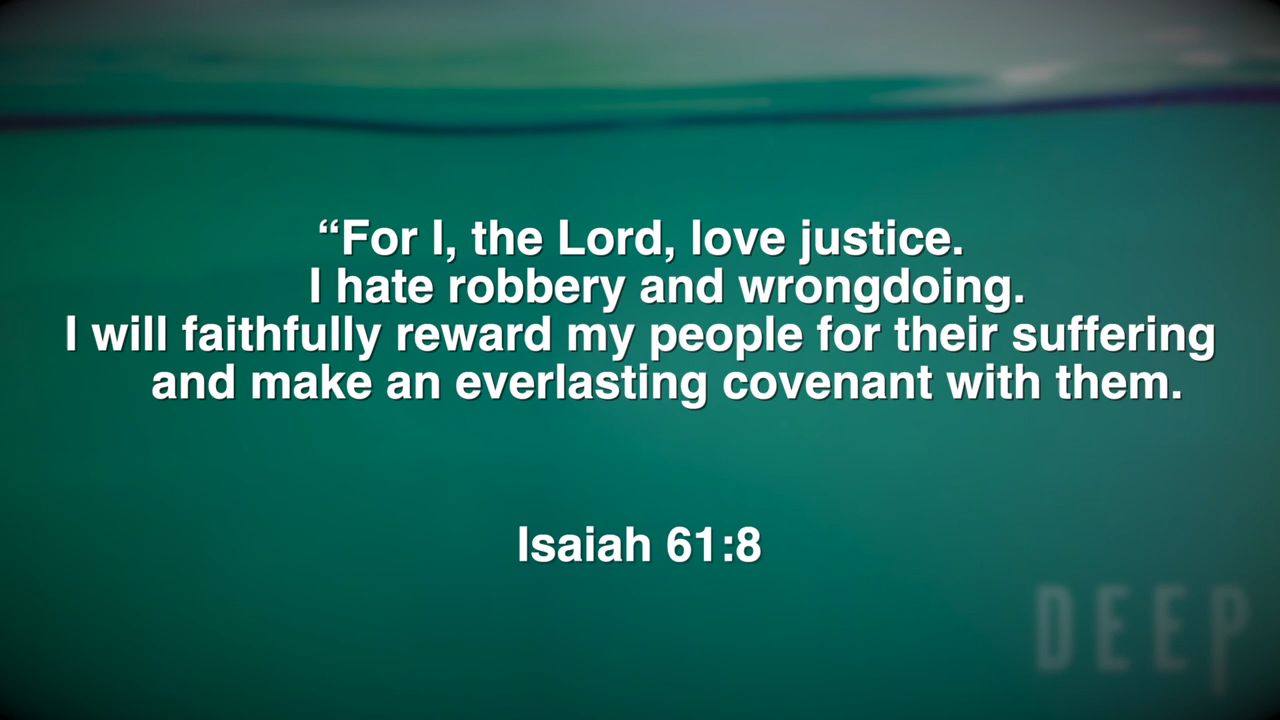 “For I, the Lord, love justice.
I hate robbery and wrongdoing.
I will faithfully reward my people for their suffering
and make an everlasting covenant with them.
Isaiah 61:8
DEEP